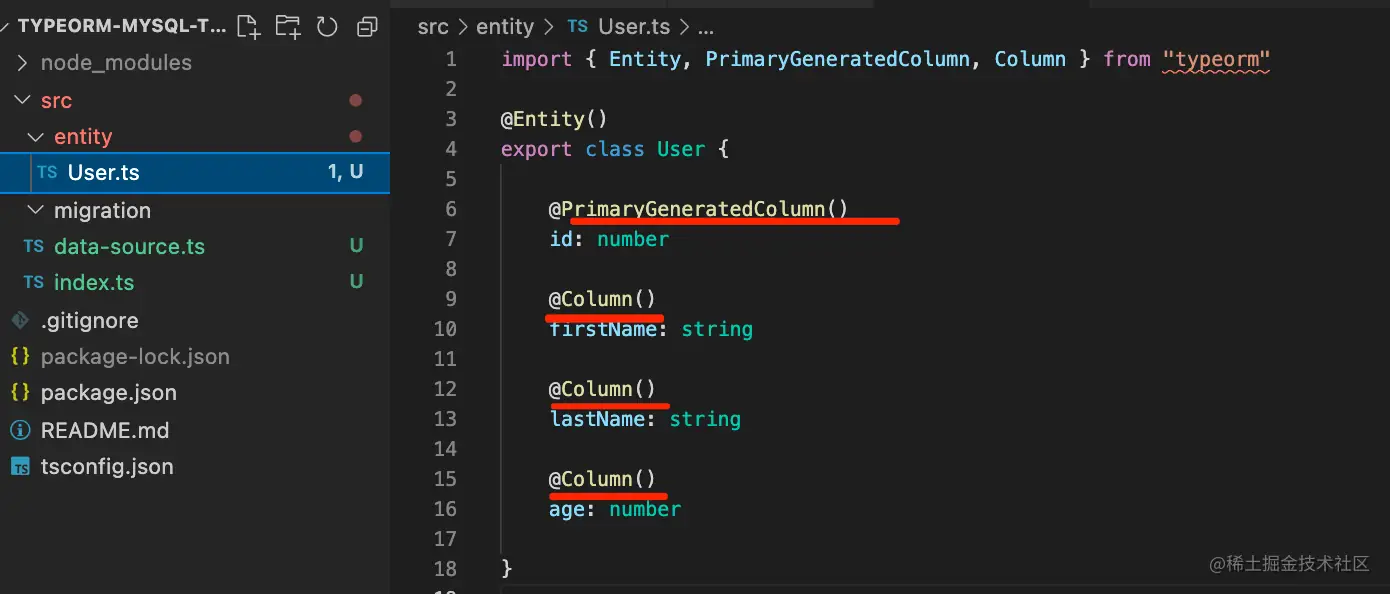 TYPEORM-MYSQL-T...
node_modules
src
entity
TS User.ts 1, U
migration
TS data-source.ts U
TS index.ts U
.gitignore
{} package-lock.json
{} package.json
README.md
TS tsconfig.json
src > entity > TS User.ts > ...
1 import { Entity, PrimaryGeneratedColumn, Column } from "typeorm"
2
3 @Entity()
4 export class User {
5
6 @PrimaryGeneratedColumn()
7 id: number
8
9 @Column()
10 firstName: string
11
12 @Column()
13 lastName: string
14
15 @Column()
16 age: number
17
18 }
@稀土掘金技术社区